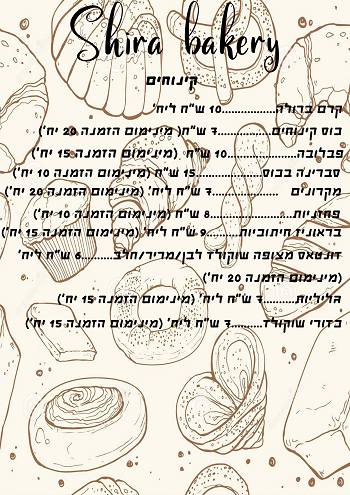 Shira bakery
קינוחים
קרם ברולה................10 ש"ח ליח'
כוס קינוחים...............7 ש"ח( מינימום הזמנה 20 יח')
פבלובה.................10 ש"ח (מינימום הזמנה 15 יח')
סברינה בכוס...............15 ש"ח (מינימום הזמנה 10 יח')
מקרונים ...............7 ש"ח ליח' (מינימום הזמנה 20 יח')
פחזניות...............8 ש"ח (מינימום הזמנה 10 יח')
בראוניז חיתוכיות.........9 ש"ח ליח' (מינימום הזמנה 15 יח')
דונטאס מצופה שוקולד לבן/מריר/חלב.........6 ש"ח ליח'
(מינימום הזמנה 20 יח')
גליליות.........7 ש"ח ליח' (מינימום הזמנה 15 יח')
כדורי שוקולד.........7 ש"ח ליח' (מינימום הזמנה 15 יח')